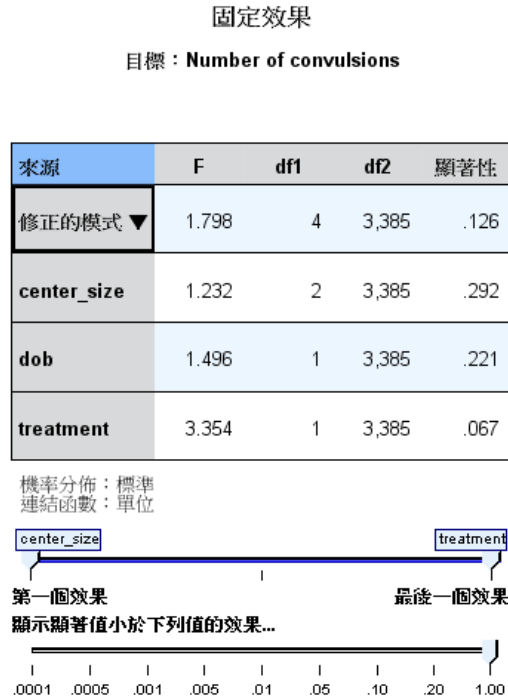 固定效果
目標：Number of convulsions
來源 F df1 df2 顯著性
修正的模式 ▼ 1.798 4 3,385 .126
center_size 1.232 2 3,385 .292
dob 1.496 1 3,385 .221
treatment 3.354 1 3,385 .067
機率分佈：標準
連結函數：單位
center_size treatment
第一個效果 最後一個效果
顯示顯著值小於下列值的效果...
.0001 .0005 .001 .005 .01 .05 .10 .20 1.00